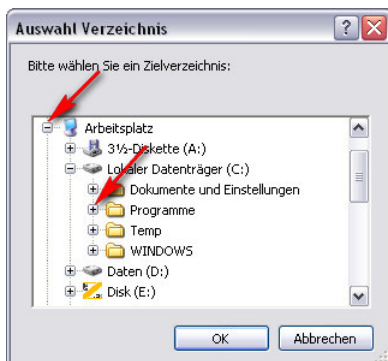 Auswahl Verzeichnis
Bitte wählen Sie ein Zielverzeichnis:
Arbeitsplatz
3½-Diskette (A:)
Lokaler Datenträger (C:)
Dokumente und Einstellungen
Programme
Temp
WINDOWS
Daten (D:)
Disk (E:)
OK Abbrechen